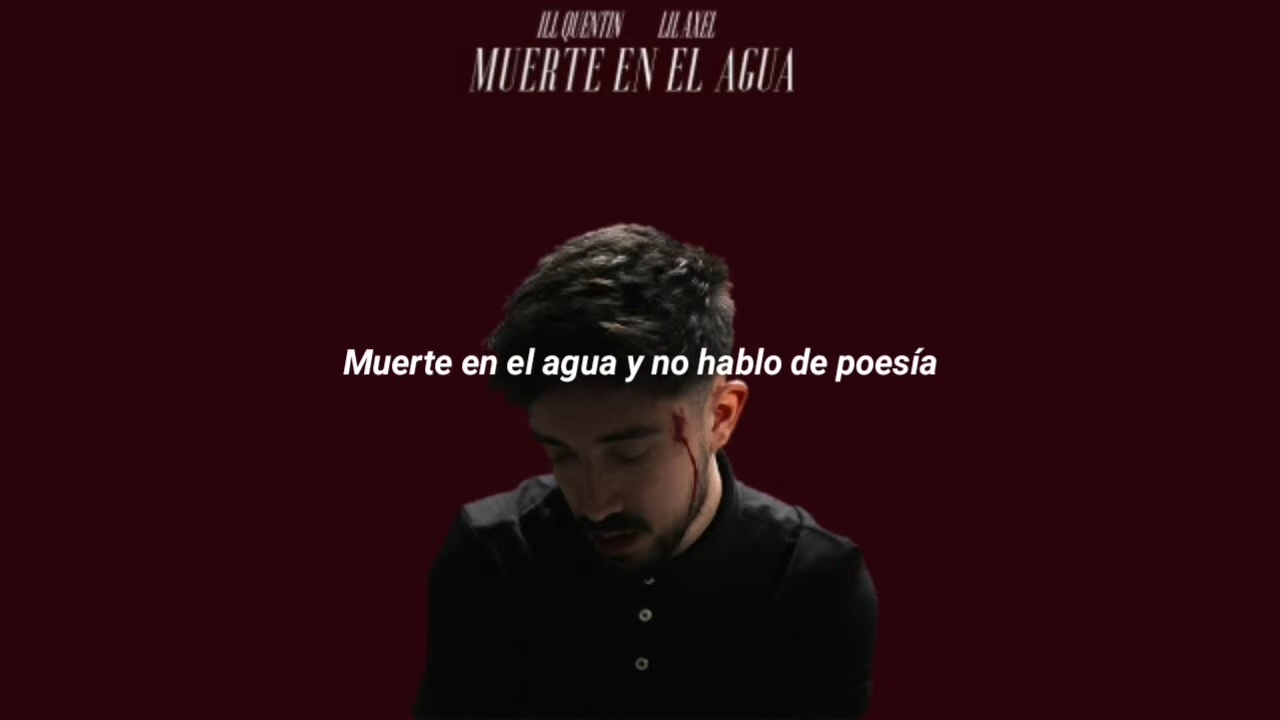 ILL QUENTIN LIL AXEL
MUERTE EN EL AGUA
Muerte en el agua y no hablo de poesía